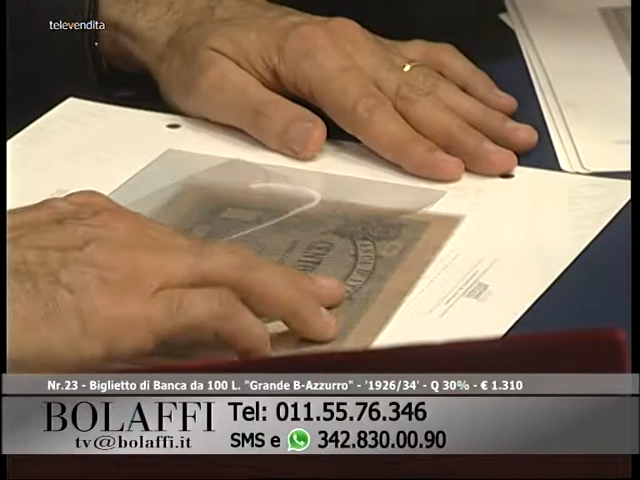 televendita
Nr.23 - Biglietto di Banca da 100 L. "Grande B-Azzurro" - '1926/34' - Q 30% - € 1.310
BOLAFFI
tv@bolaffi.it
Tel: 011.55.76.346
SMS e 342.830.00.90